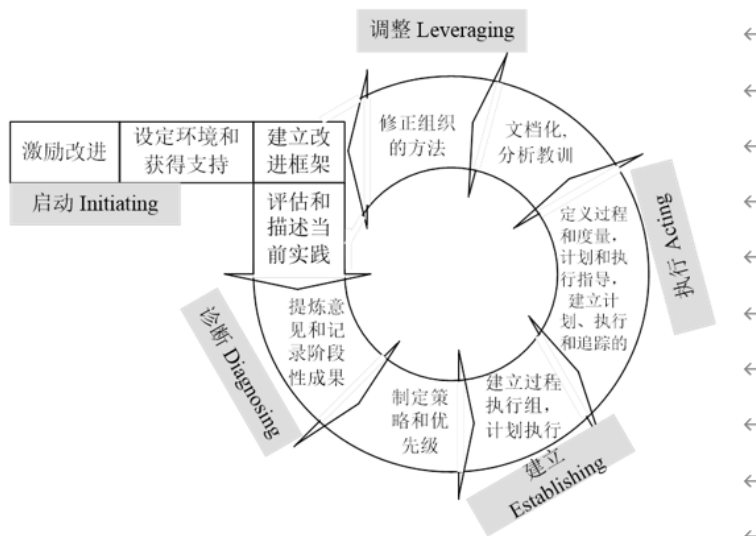 调整 Leveraging
激励改进
设定环境和
获得支持
建立改
进框架
启动 Initiating
评估和
描述当
前实践
诊断 Diagnosing
提炼意
见和记
录阶段
性成果
制定策
略和优
先级
建立过程
执行组，
计划执行
建立
Establishing
定义过程
和度量，
计划和执
行指导，
建立计
划、执行
和追踪的
执行 Acting
文档化，
分析教训
修正组织
的方法